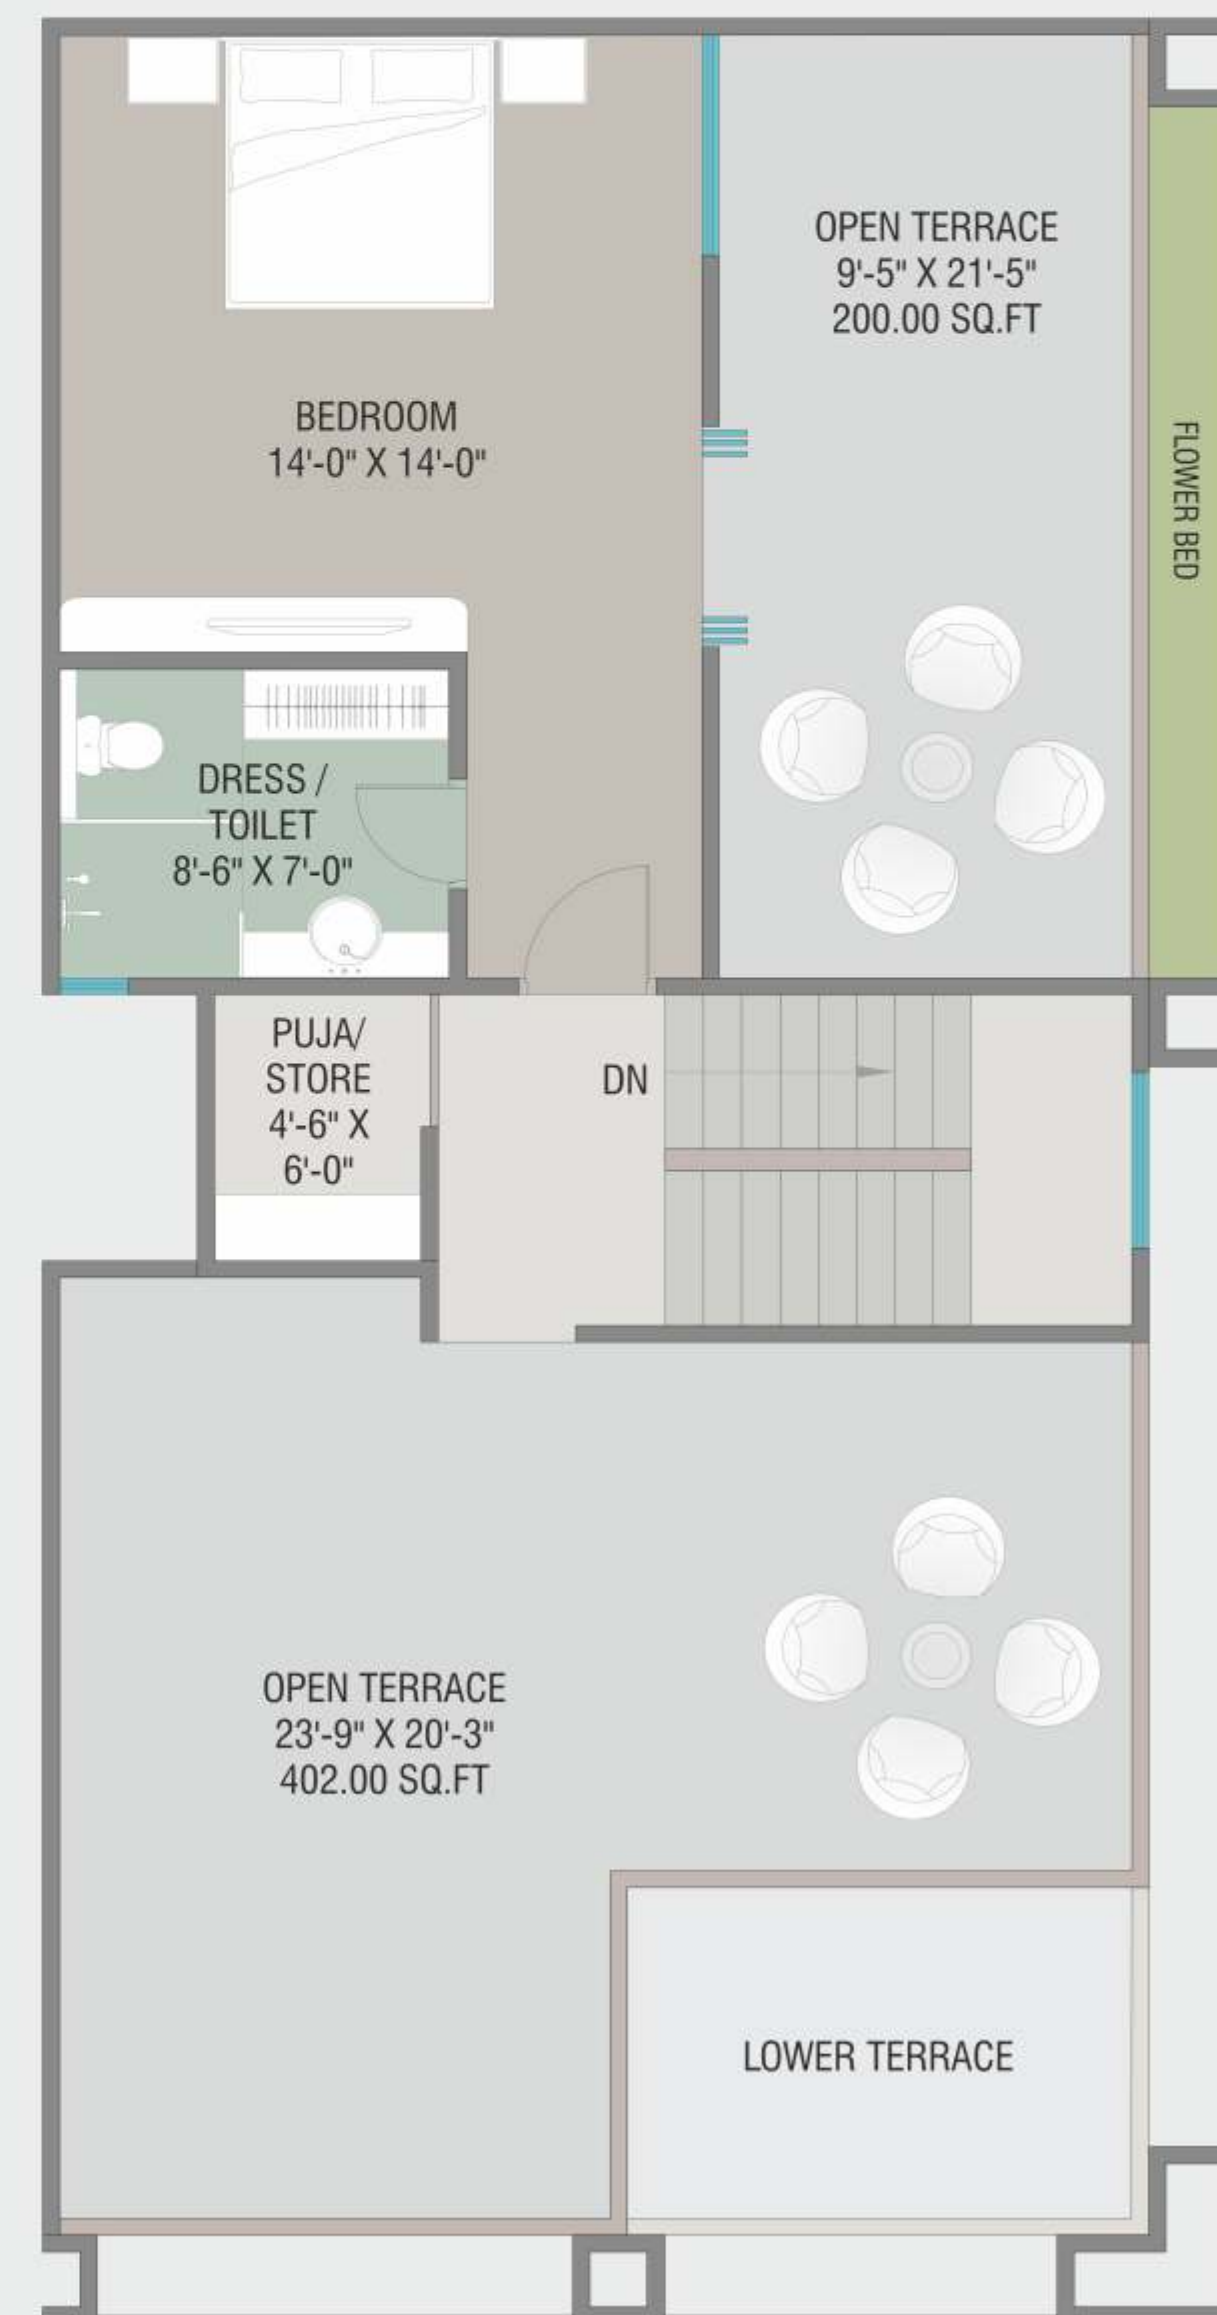 OPEN TERRACE
9'-5" X 21'-5"
200.00 SQ.FT
BEDROOM
14'-0" X 14'-0"
FLOWER BED
DRESS /
TOILET
8'-6" X 7'-0"
PUJA/
STORE
4'-6" X
6'-0"
DN
OPEN TERRACE
23'-9" X 20'-3"
402.00 SQ.FT
LOWER TERRACE